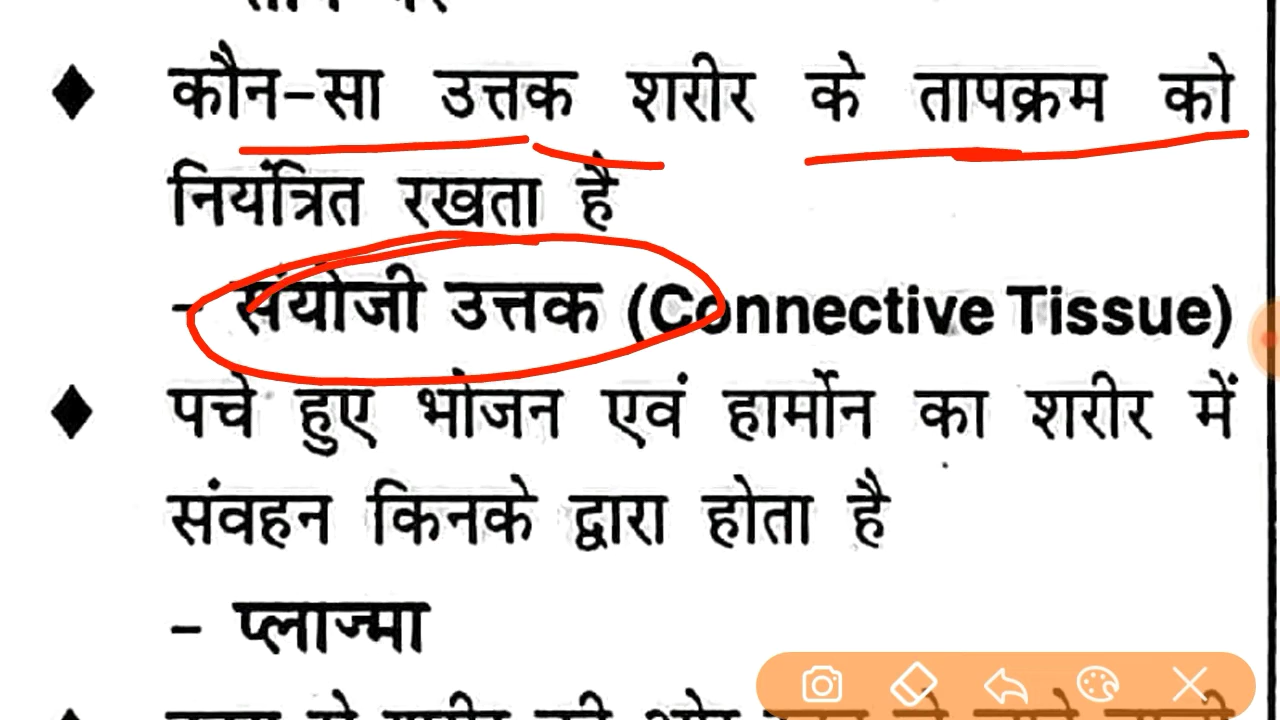 ♦ कौन-सा उत्तक शरीर के तापक्रम को
नियंत्रित रखता है
- संयोजी उत्तक (Connective Tissue)
♦ पचे हुए भोजन एवं हार्मोन का शरीर में
संवहन किनके द्वारा होता है
- प्लाज्मा